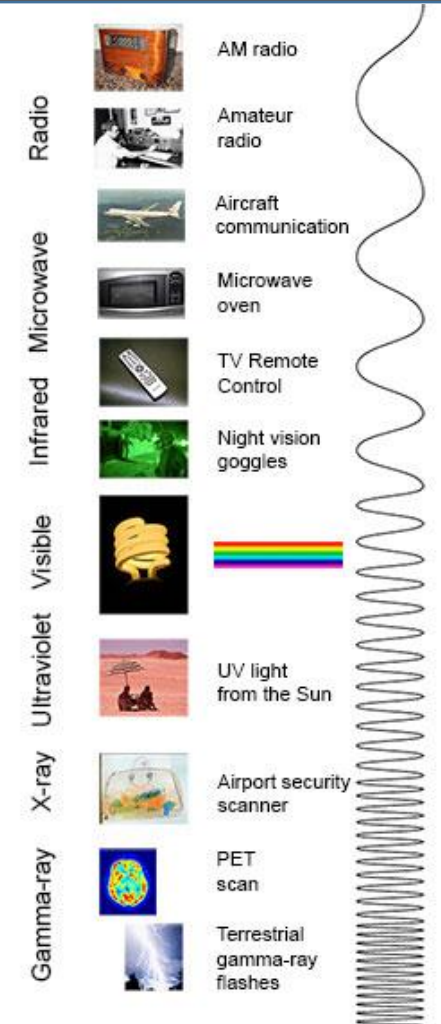 Radio
AM radio
Amateur
radio
Aircraft
communication
Microwave
Microwave
oven
Infrared
TV Remote
Control
Night vision
goggles
Visible
Ultraviolet
UV light
from the Sun
X-ray
Airport security
scanner
Gamma-ray
PET
scan
Terrestrial
gamma-ray
flashes